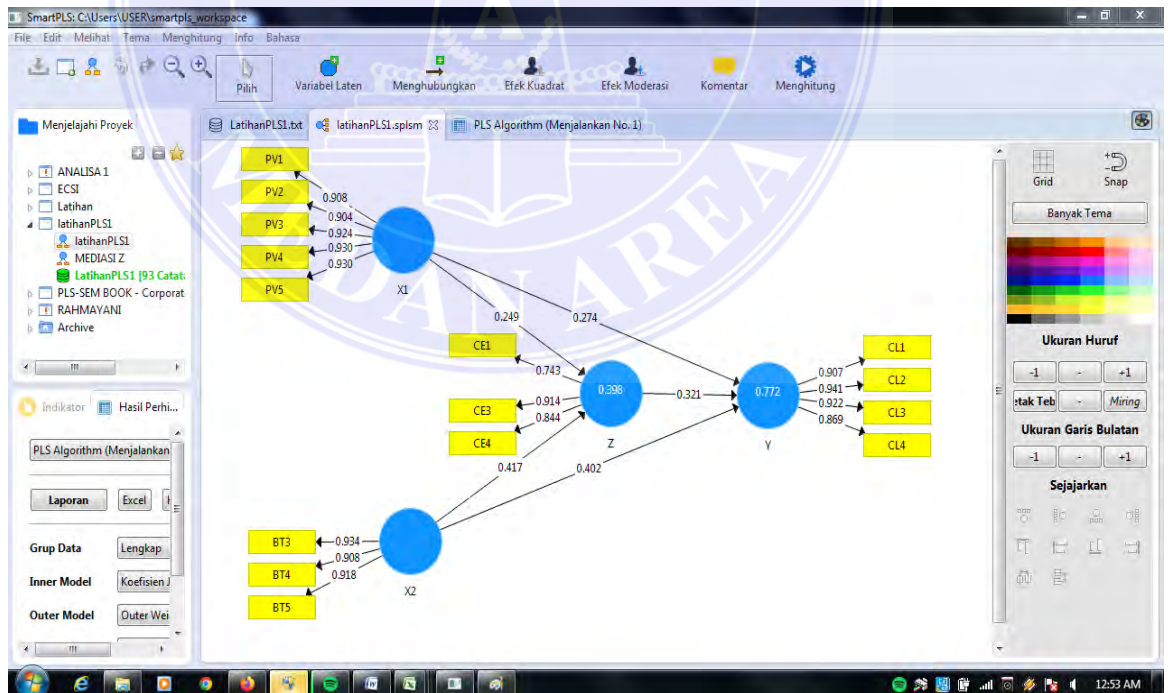 SmartPLS: C:\Users\USER\smartpls_workspace
File Edit Melihat Tema Menghitung Info Bahasa
Pilih Variabel Laten Menghubungkan Efek Kuadrat Efek Moderasi Komentar Menghitung
Menjelajahi Proyek
ANALISA 1
ECSI
Latihan
latihanPLS1
latihanPLS1
MEDIASI Z
LatihanPLS1 [93 Catat
PLS-SEM BOOK - Corporat
RAHMAYANI
Archive
Indikator Hasil Perhi...
PLS Algorithm (Menjalankan
Laporan Excel
Grup Data Lengkap
Inner Model Koefisien J
Outer Model Outer Wei
LatihanPLS1.txt latihanPLS1.splsm PLS Algorithm (Menjalankan No. 1)
PV1
PV2
PV3
PV4
PV5
0.908
0.904
0.924
0.930
0.930
X1
0.249
0.274
CE1
CE3
CE4
0.743
0.914
0.844
0.398
Z
0.321
0.772
Y
0.907
0.941
0.922
0.869
CL1
CL2
CL3
CL4
0.417
0.402
BT3
BT4
BT5
0.934
0.908
0.918
X2
Grid Snap
Banyak Tema
Ukuran Huruf
-1 - +1
etak Teb - Miring
Ukuran Garis Bulatan
-1 - +1
Sejajarkan
MEDAN AREA
12:53 AM